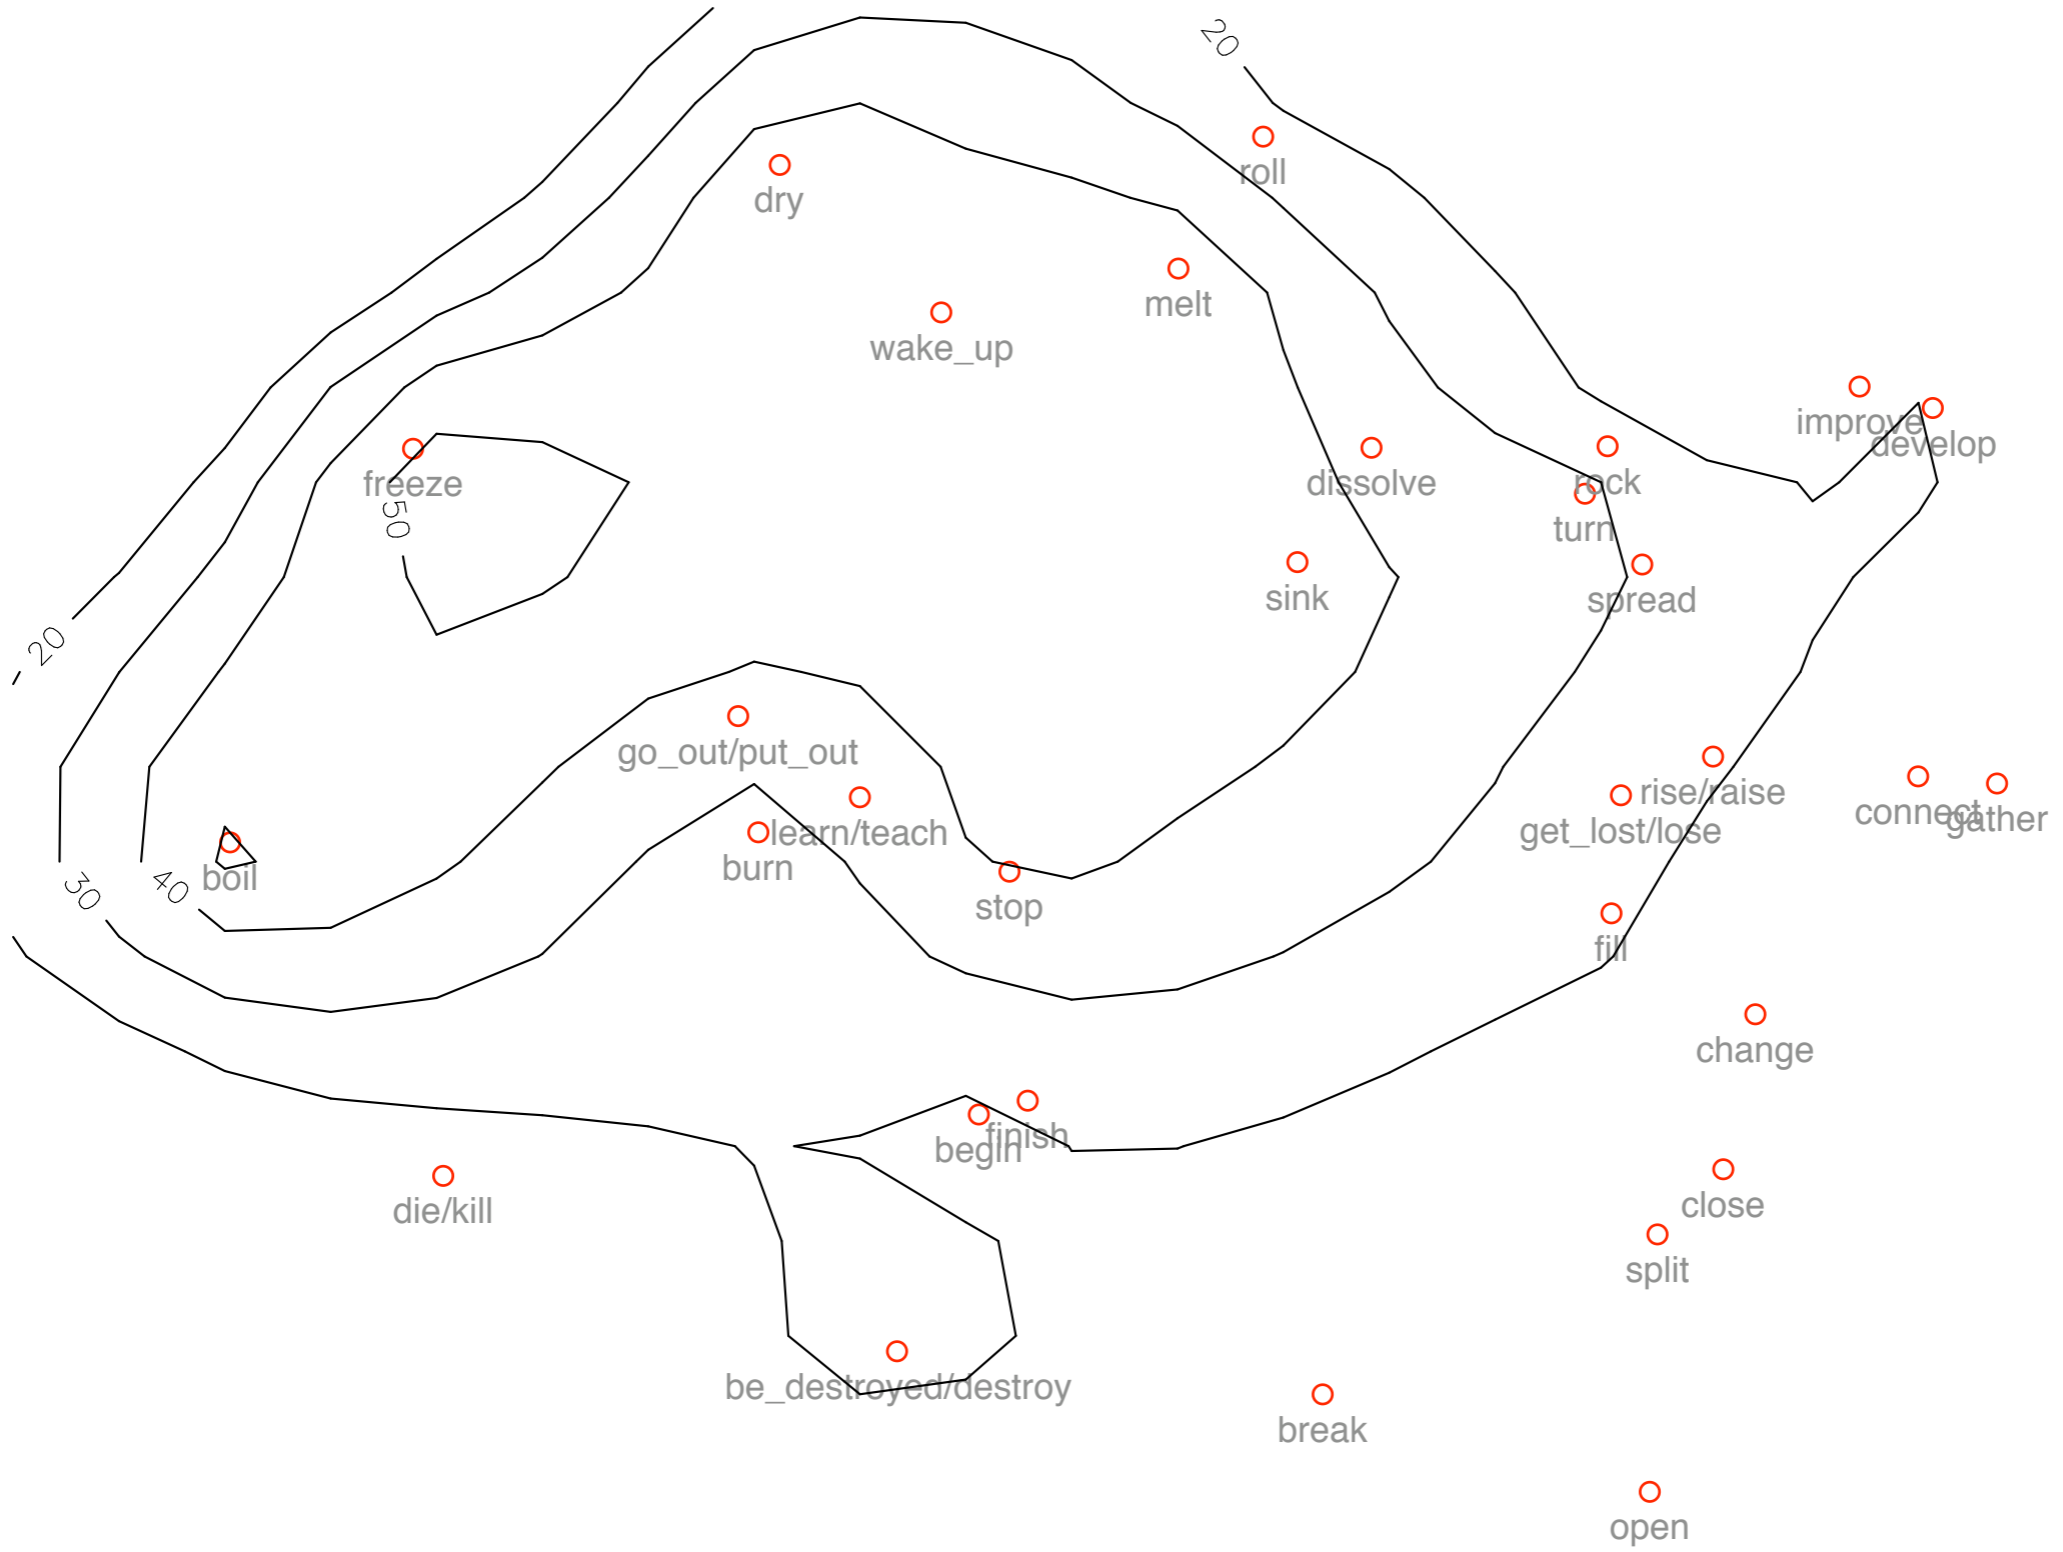 20
roll
dry
melt
wake_up
improve
develop
freeze
dissolve
rock
50
turn
sink
spread
20
go_out/put_out
rise/raise
connect
gather
learn/teach
get_lost/lose
burn
boil
40
30
stop
fill
change
finish
begin
die/kill
close
split
be_destroyed/destroy
break
open